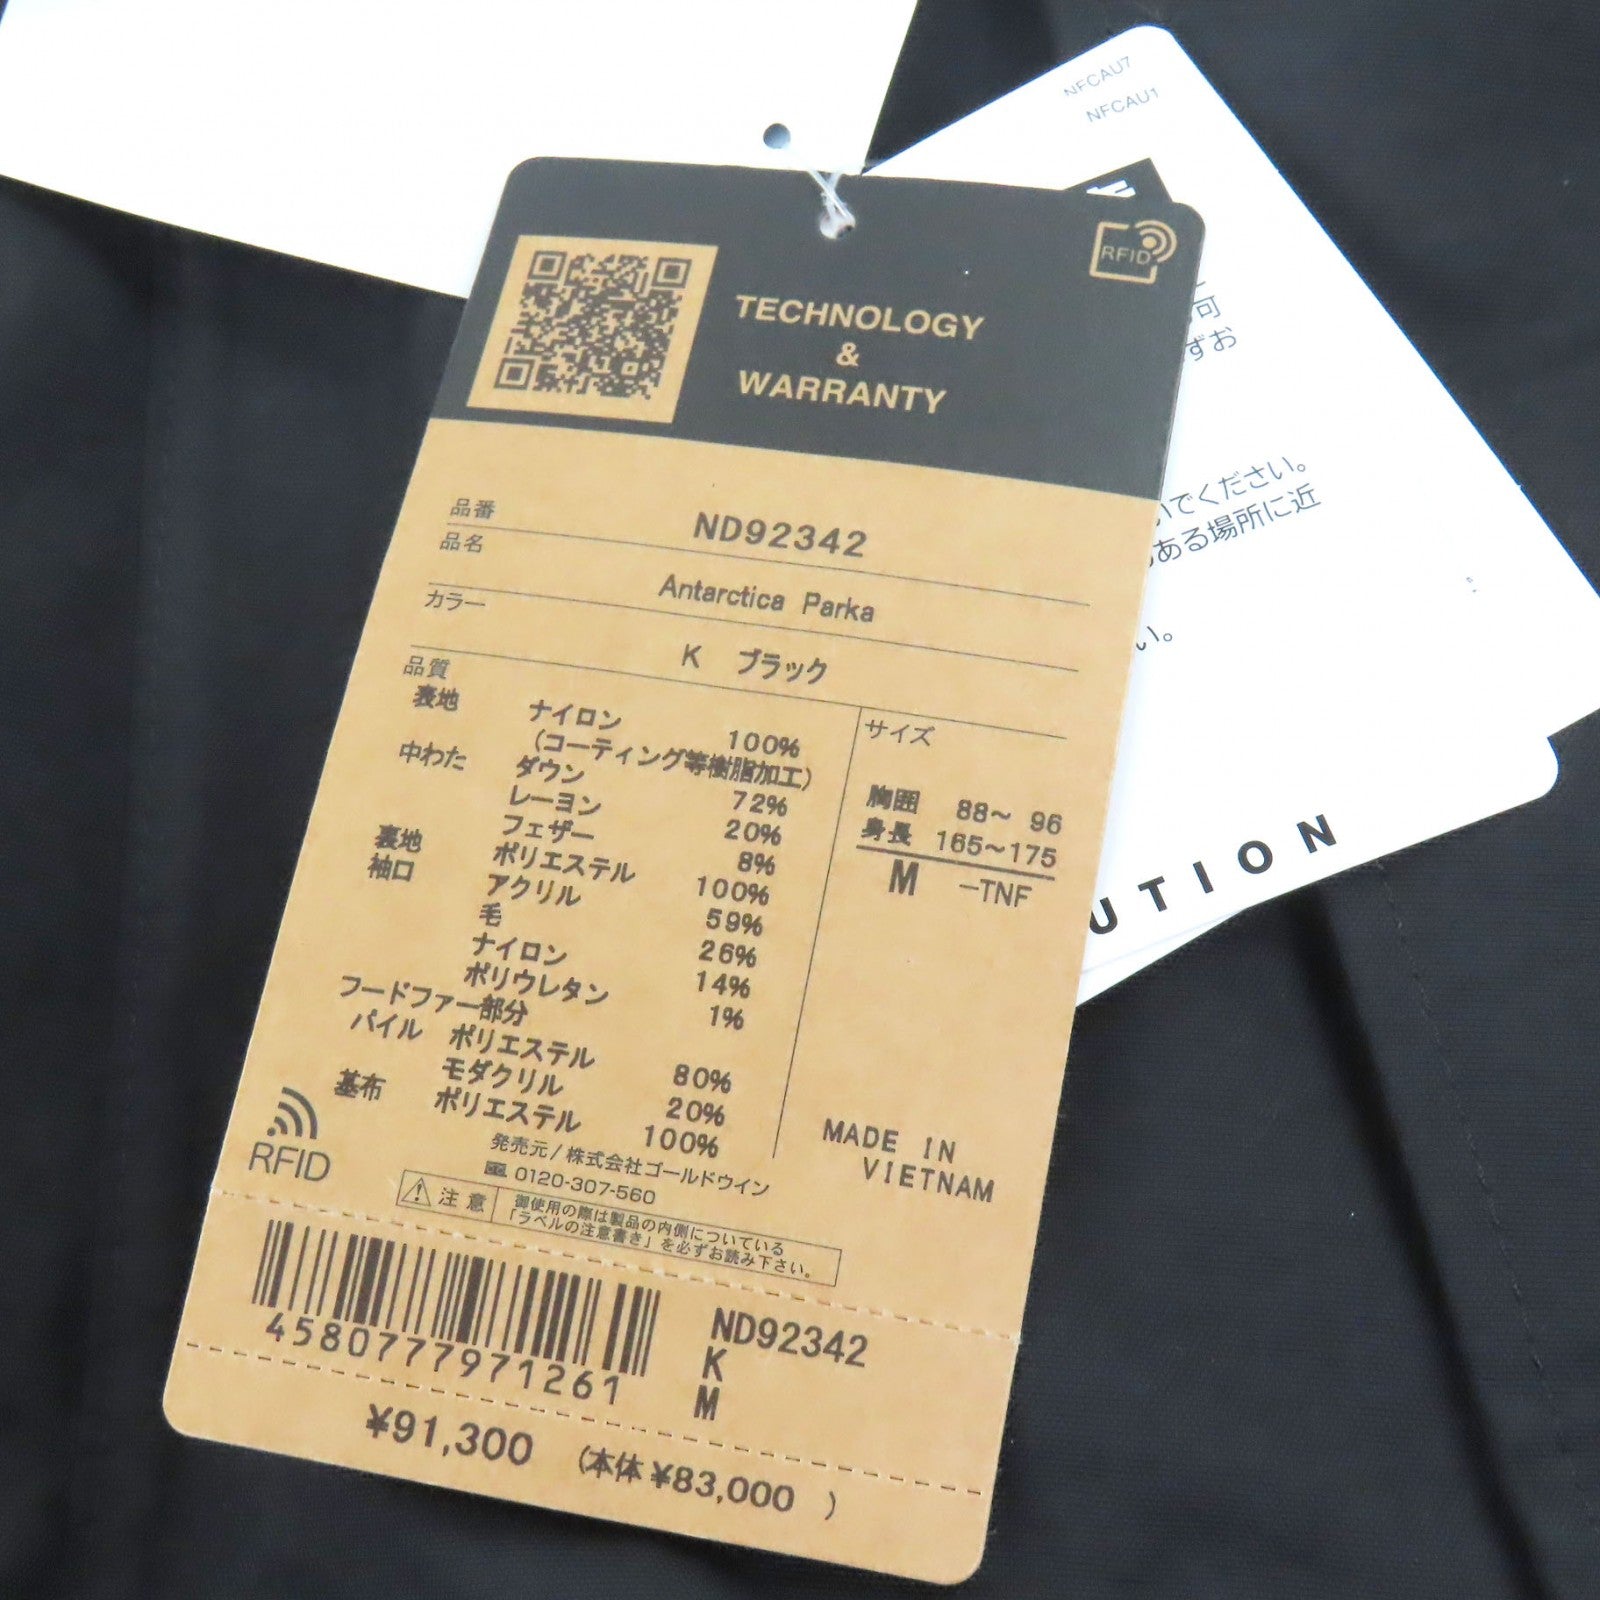 NFCAU7
NFCAU1
RFID
TECHNOLOGY
&
WARRANTY
可
ずお
いでください。
ある場所に近
い。
UTION
品番 ND92342
品名 Antarctica Parka
カラー K ブラック
品質
表地 ナイロン 100%
(コーティング等樹脂加工)
中わた ダウン 72%
レーヨン 20%
フェザー 8%
裏地 ポリエステル 100%
袖口 アクリル 59%
毛 26%
ナイロン 14%
ポリウレタン 1%
フードファー部分
パイル ポリエステル 80%
モダクリル 20%
基布 ポリエステル 100%
サイズ
胸囲 88~ 96
身長 165~175
M -TNF
MADE IN
VIETNAM
RFID
発売元/株式会社ゴールドウイン
0120-307-560
注意 御使用の際は製品の内側についている
「ラベルの注意書き」を必ずお読み下さい。
4580777971261
ND92342
K
M
¥91,300 (本体¥83,000 )